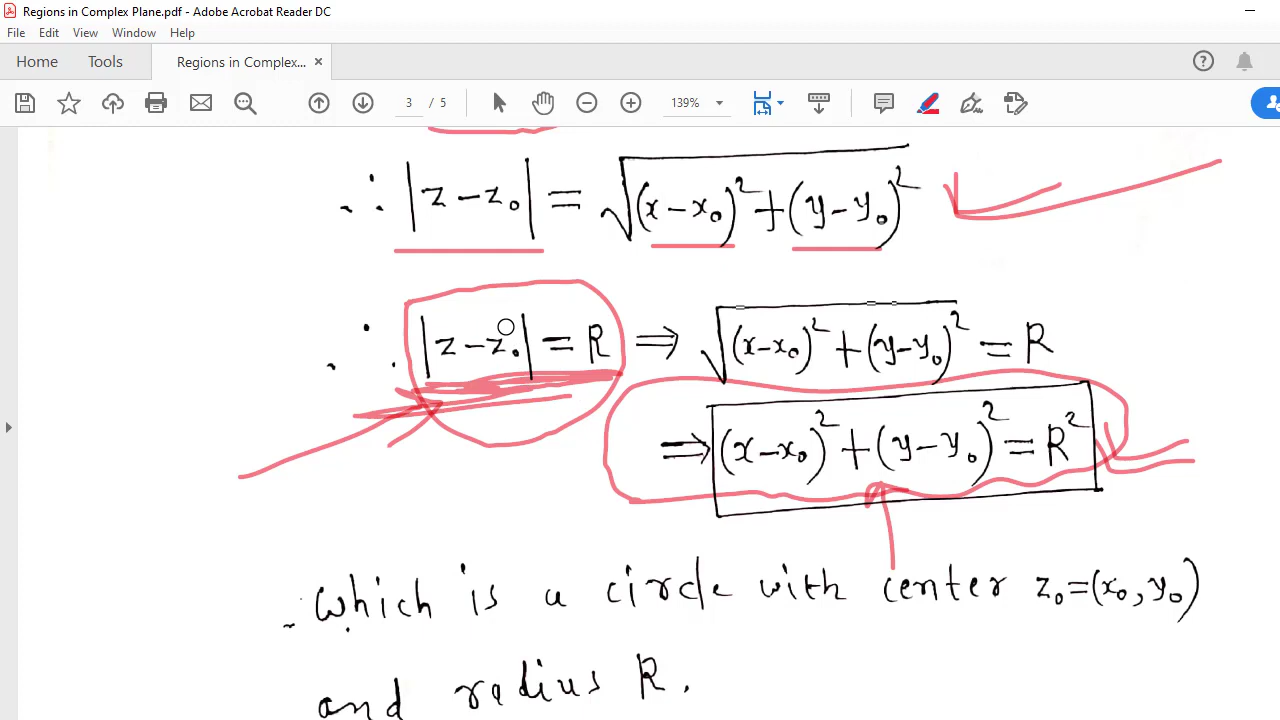 Regions in Complex Plane.pdf - Adobe Acrobat Reader DC
File Edit View Window Help
Home Tools Regions in Complex... ×
3 / 5 139%
∴ |z - z₀| = √(x - x₀)² + (y - y₀)²
∴ |z - z₀| = R ⟹ √(x - x₀)² + (y - y₀)² = R
⟹ (x - x₀)² + (y - y₀)² = R²
Which is a circle with center z₀ = (x₀, y₀)
and radius R.